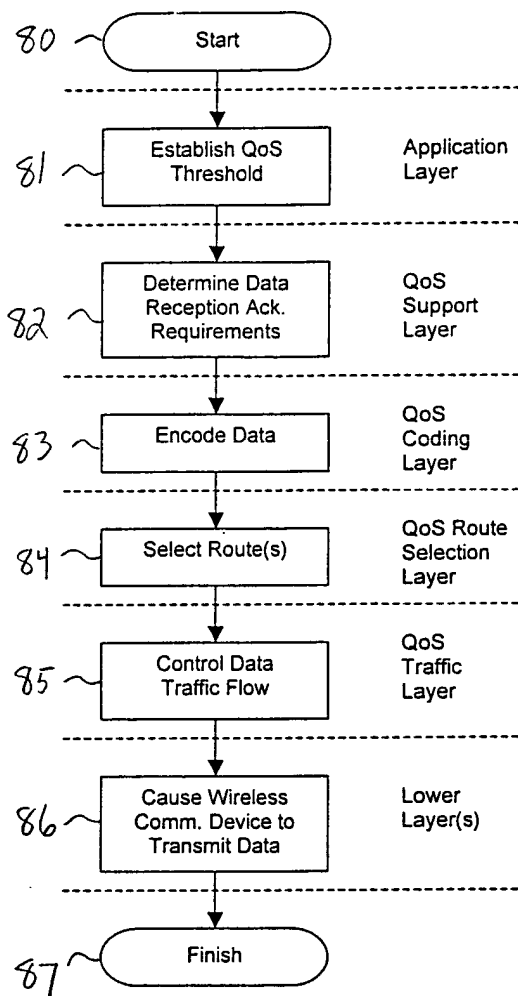 80
Start
81
Establish QoS
Threshold
Application
Layer
82
Determine Data
Reception Ack.
Requirements
QoS
Support
Layer
83
Encode Data
QoS
Coding
Layer
84
Select Route(s)
QoS Route
Selection
Layer
85
Control Data
Traffic Flow
QoS
Traffic
Layer
86
Cause Wireless
Comm. Device to
Transmit Data
Lower
Layer(s)
87
Finish